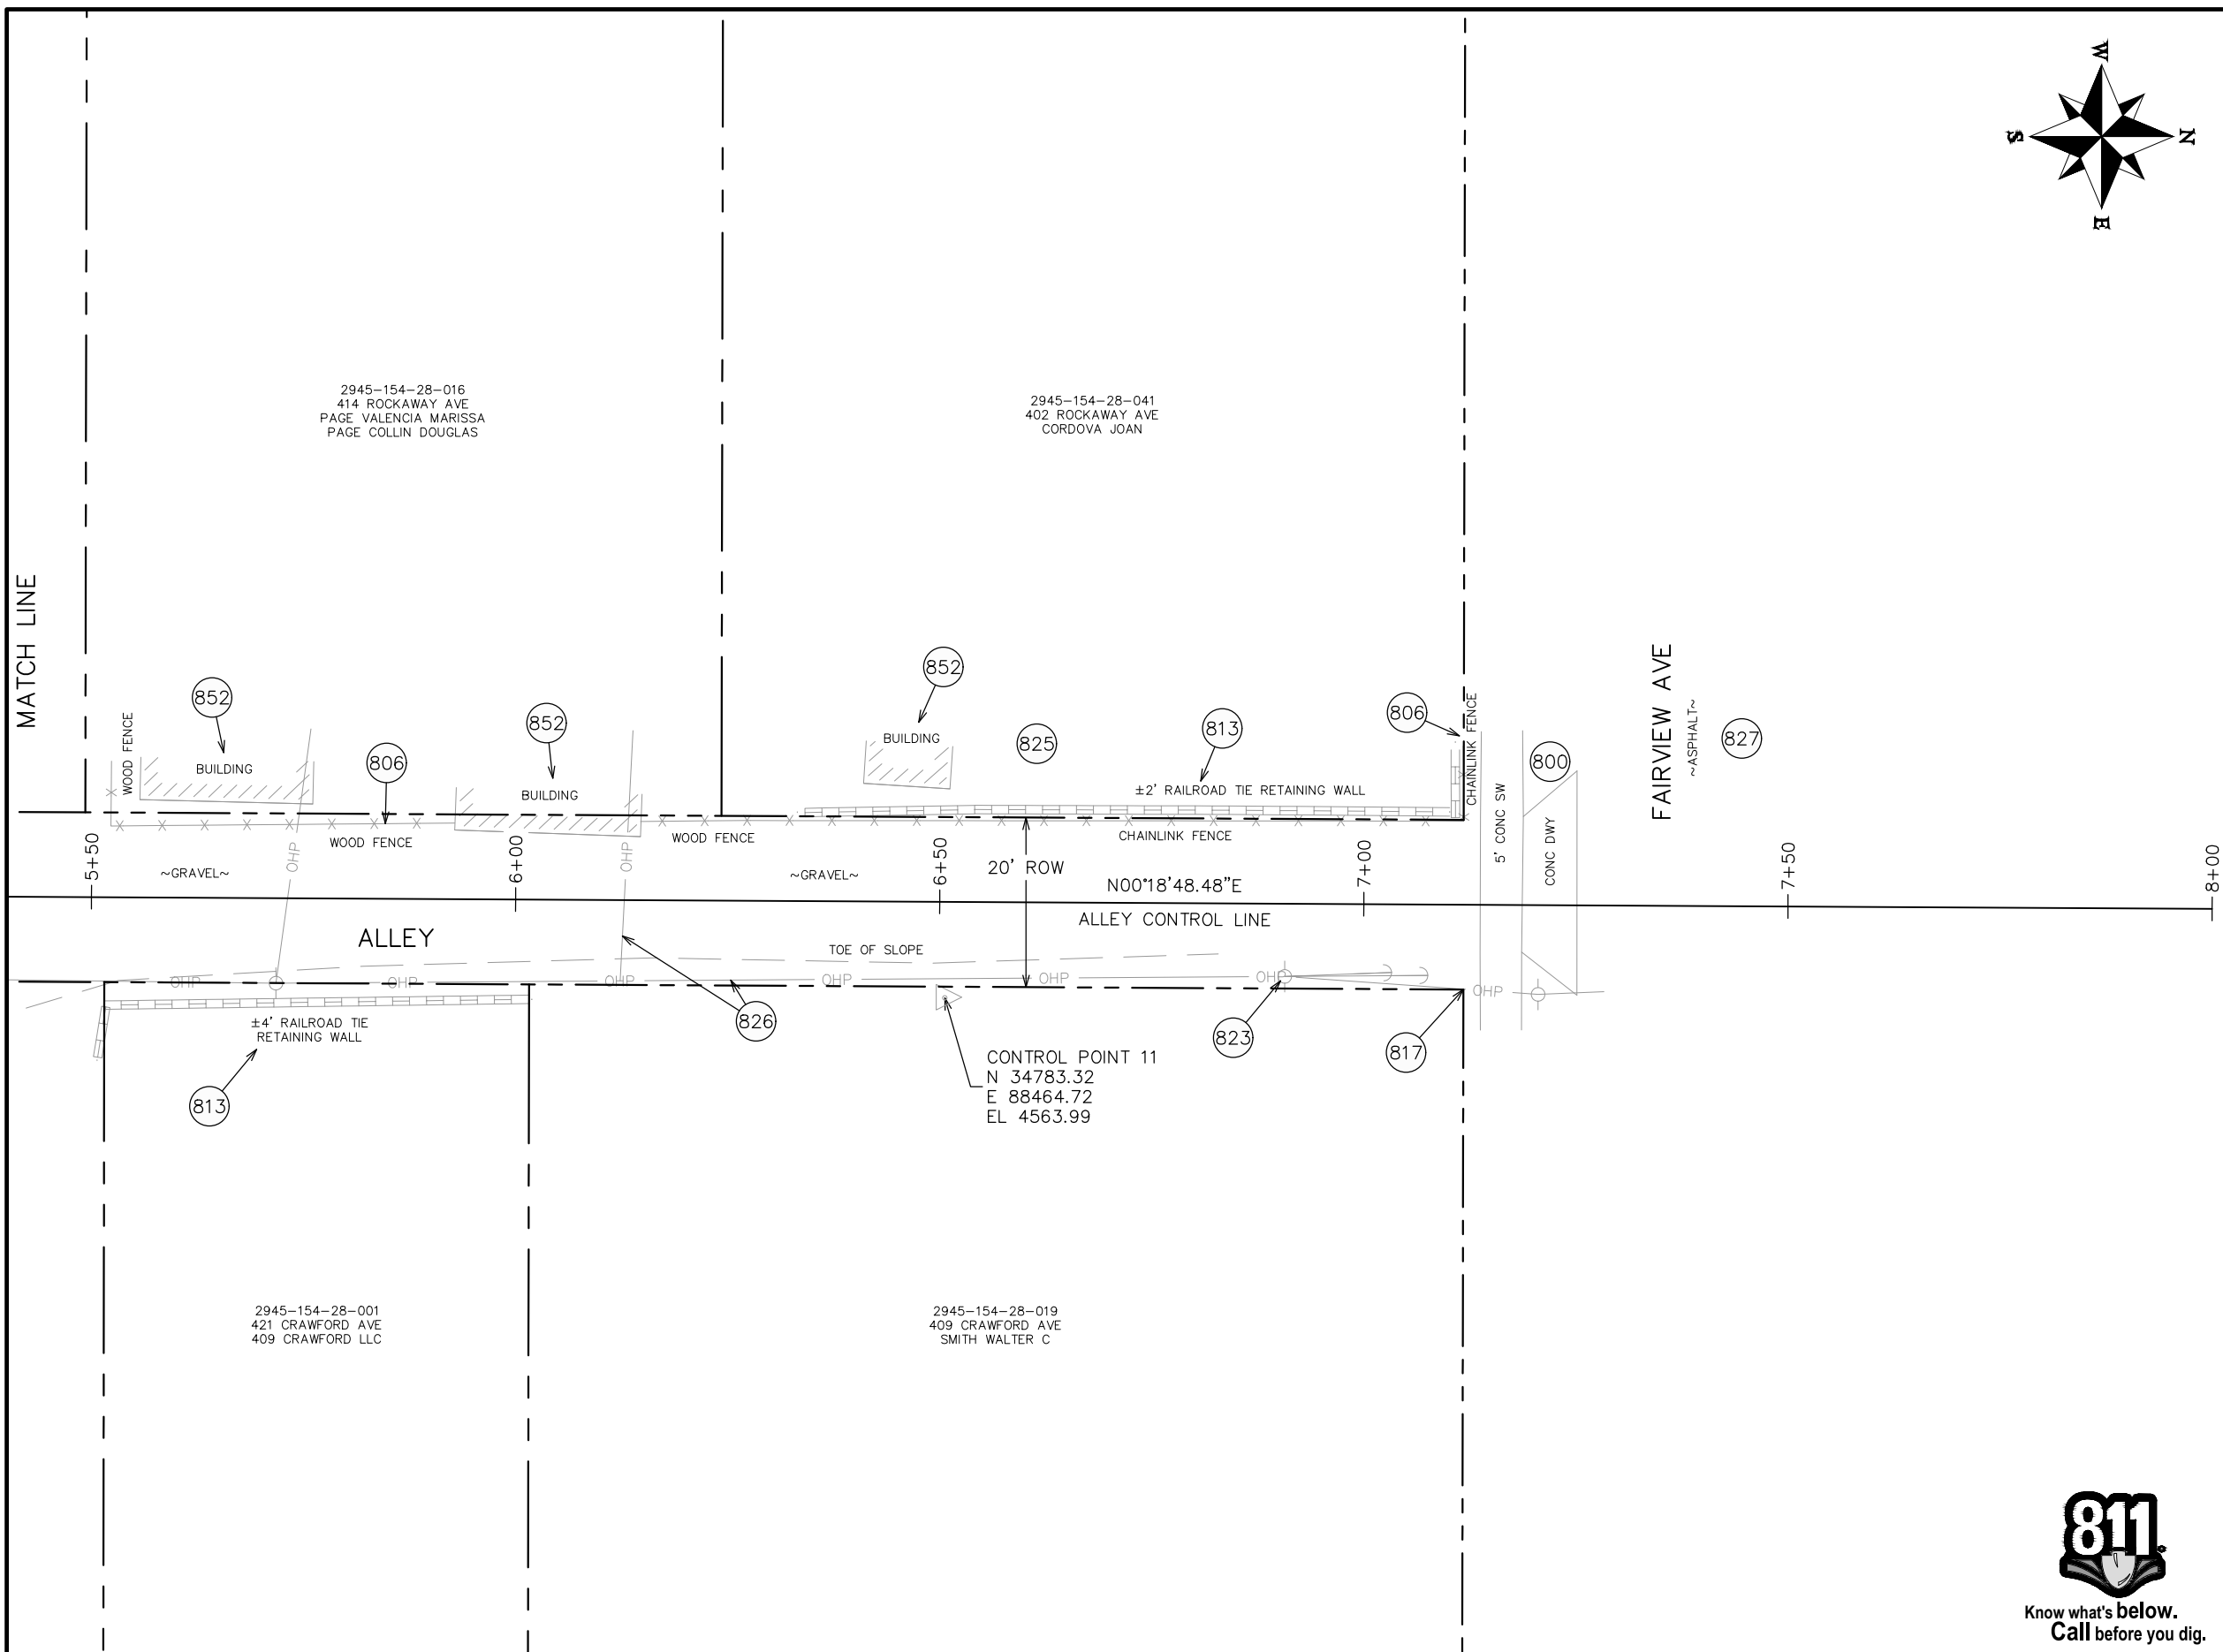 W
S
N
E
2945-154-28-016
414 ROCKAWAY AVE
PAGE VALENCIA MARISSA
PAGE COLLIN DOUGLAS
2945-154-28-041
402 ROCKAWAY AVE
CORDOVA JOAN
MATCH LINE
852
852
852
806
825
813
806
800
827
WOOD FENCE
BUILDING
BUILDING
BUILDING
±2' RAILROAD TIE RETAINING WALL
CHAINLINK FENCE
FAIRVIEW AVE
~ASPHALT~
WOOD FENCE
WOOD FENCE
CHAINLINK FENCE
5' CONC SW
CONC DWY
5+50
6+00
6+50
7+00
7+50
8+00
OHP
OHP
~GRAVEL~
~GRAVEL~
20' ROW
N00°18'48.48"E
ALLEY CONTROL LINE
ALLEY
TOE OF SLOPE
OHP
OHP
OHP
OHP
OHP
OHP
OHP
±4' RAILROAD TIE
RETAINING WALL
826
823
817
813
CONTROL POINT 11
N 34783.32
E 88464.72
EL 4563.99
2945-154-28-001
421 CRAWFORD AVE
409 CRAWFORD LLC
2945-154-28-019
409 CRAWFORD AVE
SMITH WALTER C
811
Know what's below.
Call before you dig.